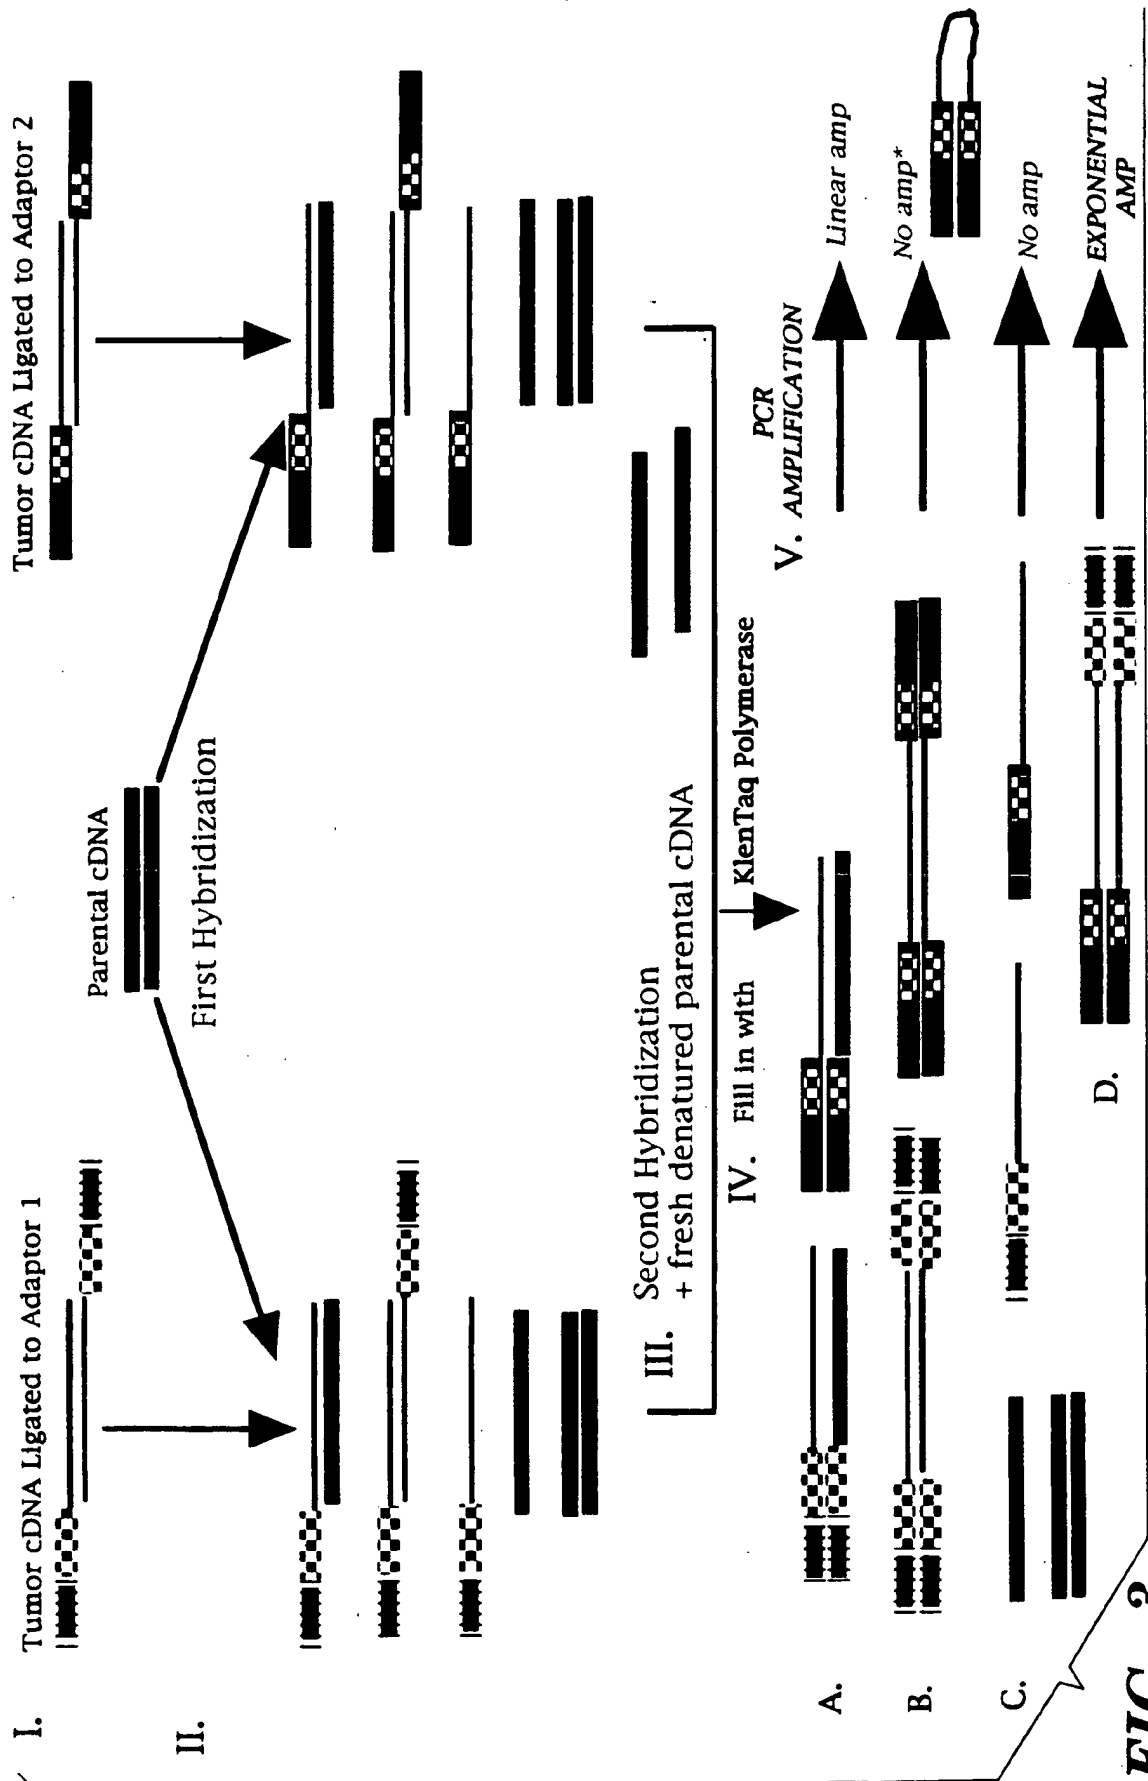 I.
Tumor cDNA Ligated to Adaptor 1
Tumor cDNA Ligated to Adaptor 2
Parental cDNA
First Hybridization
II.
III. Second Hybridization
+ fresh denatured parental cDNA
IV. Fill in with KlenTaq Polymerase
V. PCR
AMPLIFICATION
A.
Linear amp
B.
No amp*
C.
No amp
D.
EXPONENTIAL
AMP
FIG_2